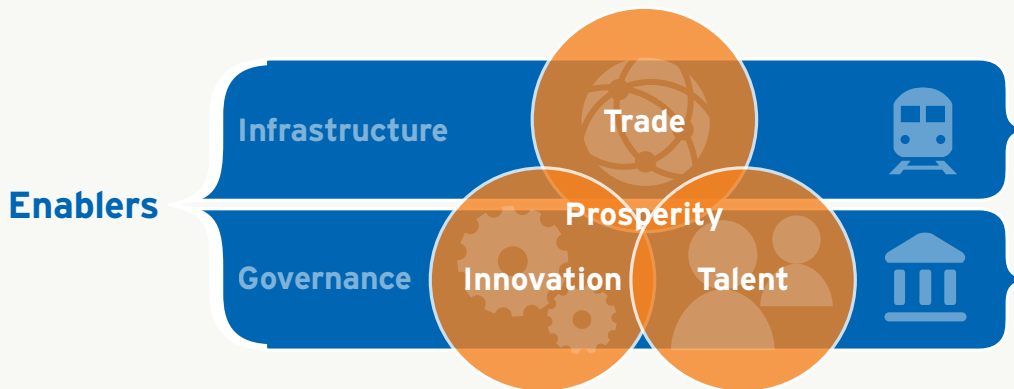 Trade
Infrastructure
Enablers
Prosperity
Governance
Innovation
Talent